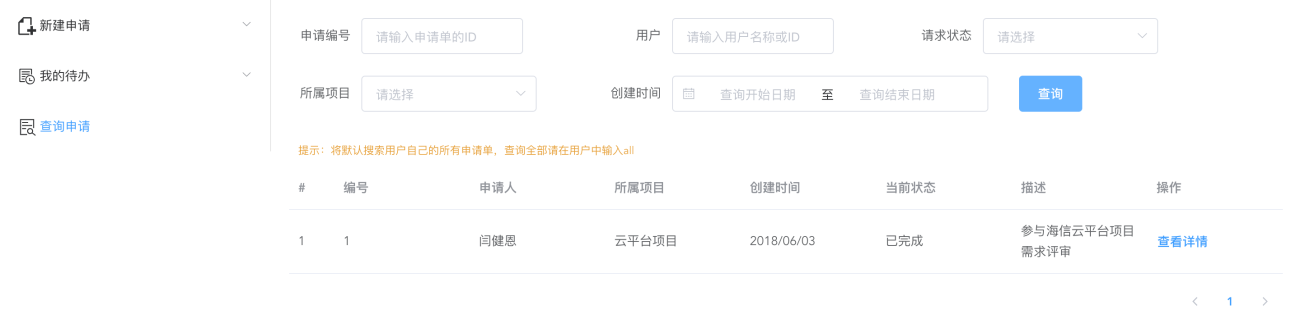 新建申请
我的待办
查询申请
申请编号 请输入申请单的ID 用户 请输入用户名称或ID 请求状态 请选择
所属项目 请选择 创建时间 查询开始日期 至 查询结束日期 查询
提示：将默认搜索用户自己的所有申请单，查询全部请在用户中输入all
# 编号 申请人 所属项目 创建时间 当前状态 描述 操作
1 1 闫健恩 云平台项目 2018/06/03 已完成 参与海信云平台项目 查看详情
需求评审
1